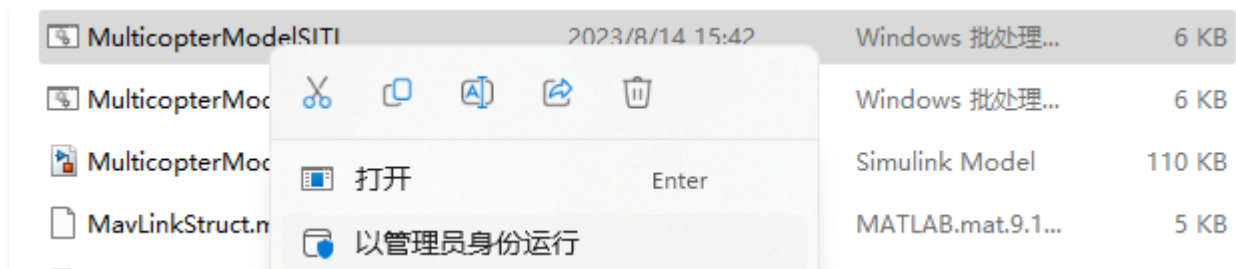 MulticopterModelSITL 2023/8/14 15:42 Windows 批处理... 6 KB
MulticopterMoc Windows 批处理... 6 KB
MulticopterMoc Simulink Model 110 KB
打开 Enter
MavLinkStruct.m MATLAB.mat.9.1... 5 KB
以管理员身份运行